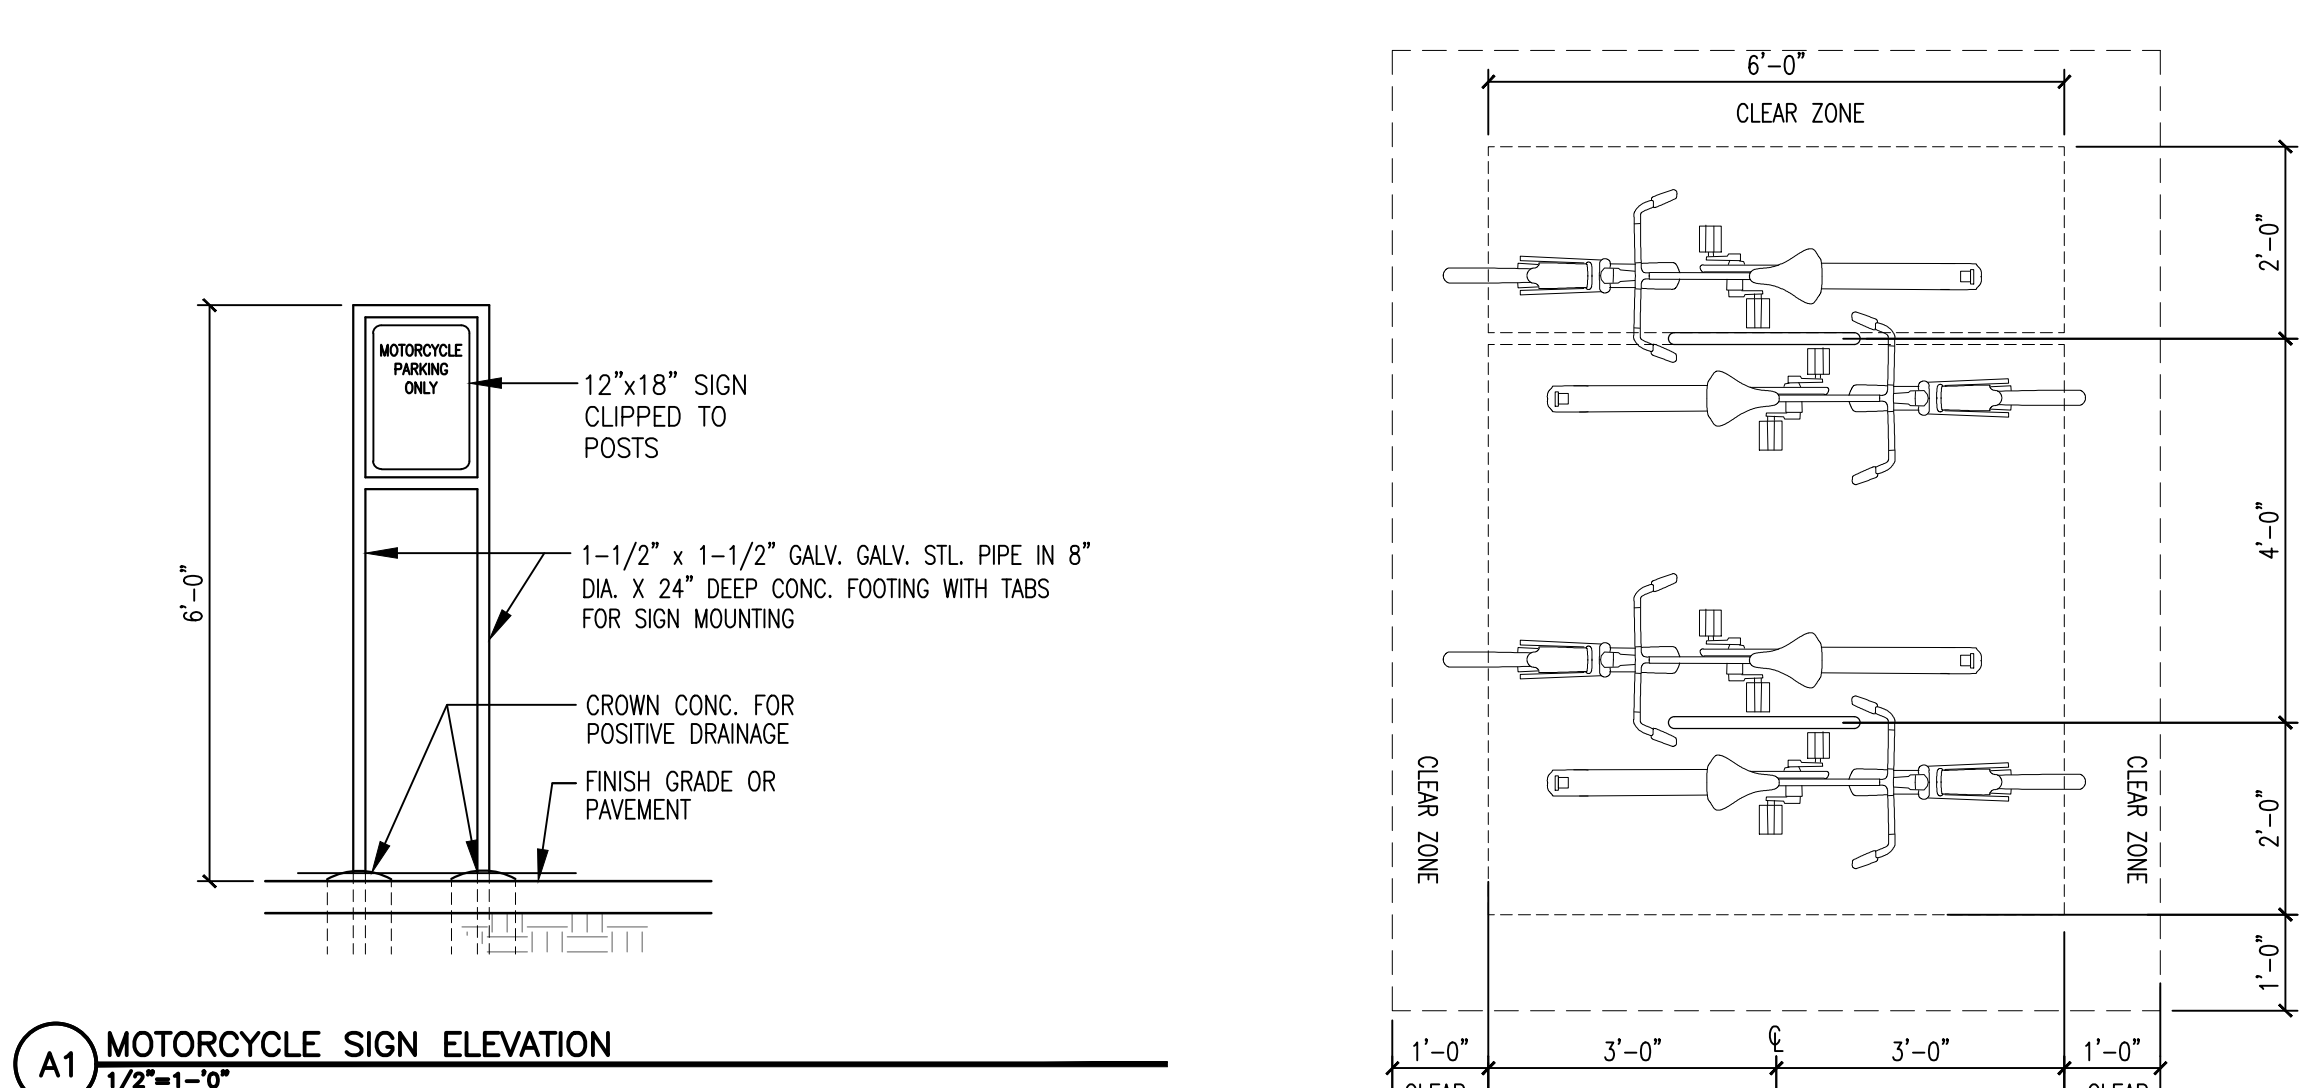 MOTORCYCLE
PARKING
ONLY
12"x18" SIGN
CLIPPED TO
POSTS
6'-0"
1-1/2" x 1-1/2" GALV. GALV. STL. PIPE IN 8"
DIA. X 24" DEEP CONC. FOOTING WITH TABS
FOR SIGN MOUNTING
CROWN CONC. FOR
POSITIVE DRAINAGE
FINISH GRADE OR
PAVEMENT
A1
MOTORCYCLE SIGN ELEVATION
1/2"=1-'0"
6'-0"
CLEAR ZONE
2'-0"
4'-0"
2'-0"
1'-0"
CLEAR ZONE
CLEAR ZONE
℄
1'-0"
3'-0"
3'-0"
1'-0"
CLEAR
CLEAR